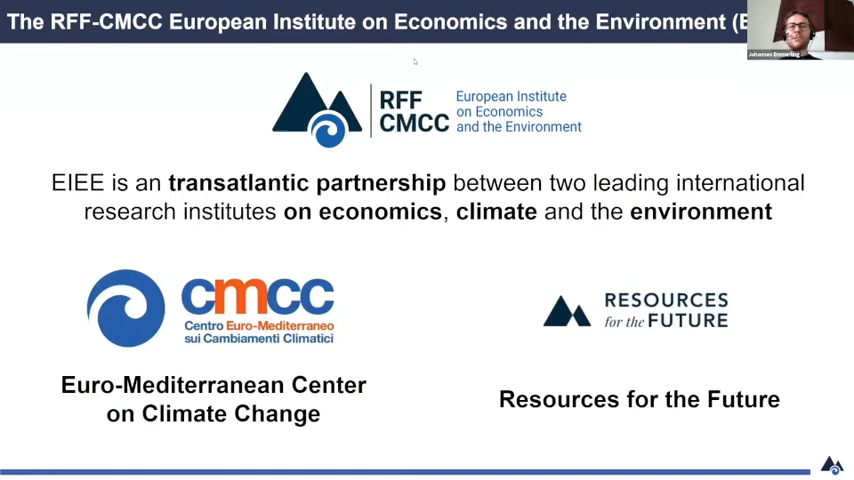 The RFF-CMCC European Institute on Economics and the Environment (E
Johannes Emmerling
RFF
CMCC
European Institute
on Economics
and the Environment
EIEE is an transatlantic partnership between two leading international
research institutes on economics, climate and the environment
cmcc
Centro Euro-Mediterraneo
sui Cambiamenti Climatici
RESOURCES
for the FUTURE
Euro-Mediterranean Center
on Climate Change
Resources for the Future